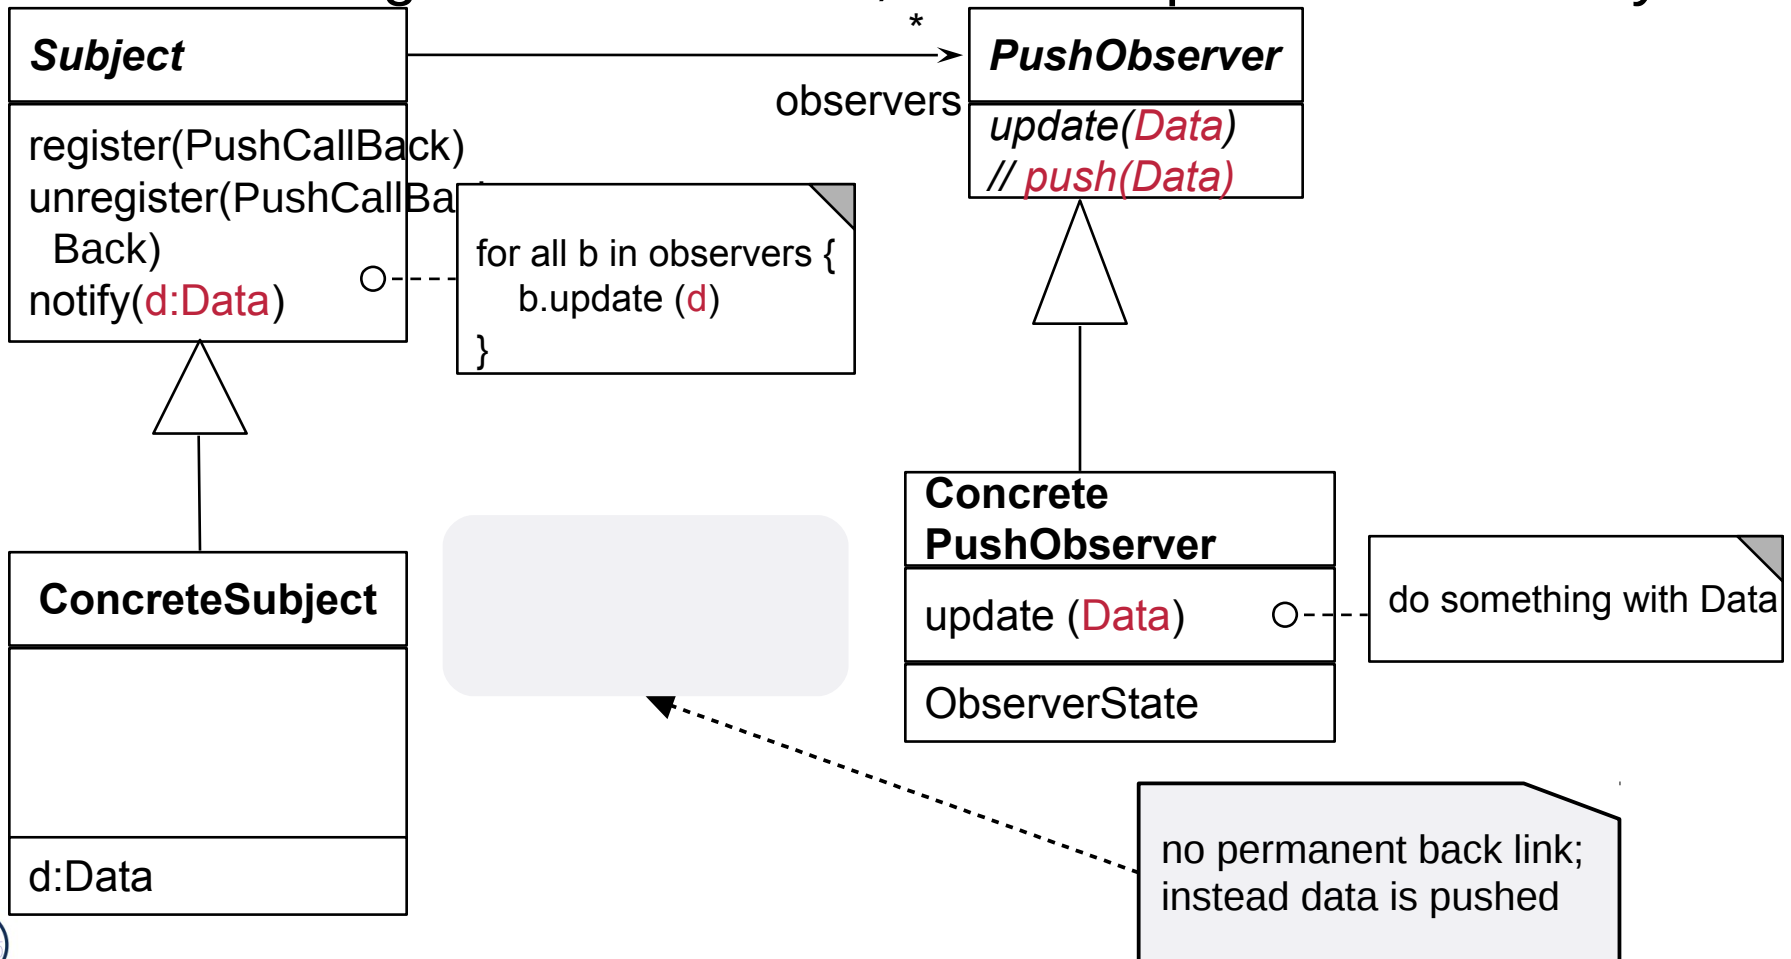 *
Subject
register(PushCallBack)
unregister(PushCallBa
Back)
notify(d:Data)
for all b in observers {
b.update (d)
}
observers
PushObserver
update(Data)
// push(Data)
ConcreteSubject
d:Data
Concrete
PushObserver
update (Data)
ObserverState
do something with Data
no permanent back link;
instead data is pushed